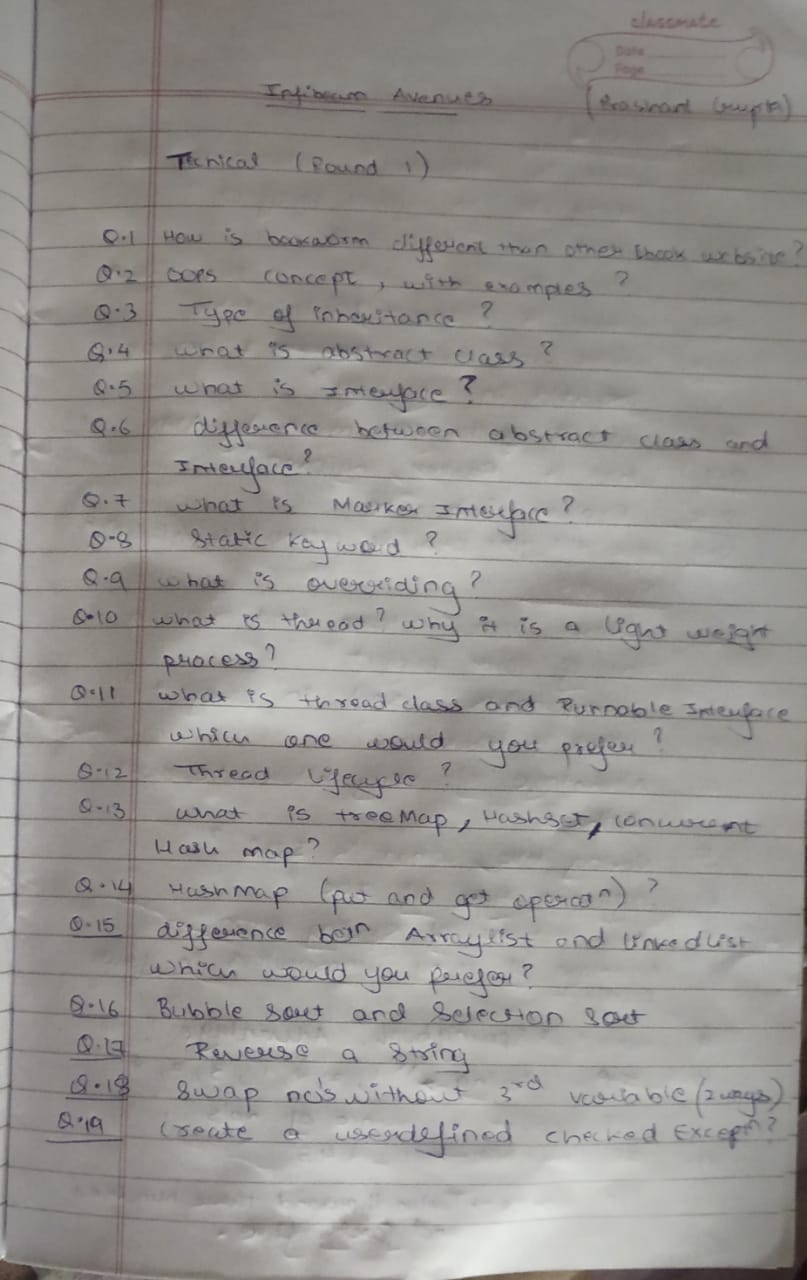 classmate
Date
Page
Infibeam Avenues (Prashant Gupta)
Tecnical (Round 1)
Q.1 How is bookworm different than other Ebook website?
Q.2 OOPS concept, with examples?
Q.3 Type of inheritance?
Q.4 what is abstract class?
Q.5 what is Interface?
Q.6 difference between abstract class and
Interface?
Q.7 what is Marker Interface?
Q-8 Static keyword?
Q.9 what is overriding?
Q.10 what is thread? why it is a light weight
process?
Q.11 what is thread class and Runnable Interface
which one would you prefer?
Q.12 Thread lifecycle?
Q.13 what is treeMap, Hashset, concurrent
Hash map?
Q.14 HashMap (put and get operanⁿ)?
Q.15 difference betn Arraylist and linkedlist
which would you prefer?
Q.16 Bubble sort and Selection sort
Q.17 Reverse a String
Q.18 Swap no's without 3rd variable (2 ways)
Q.19 Create a userdefined checked Excepⁿ?